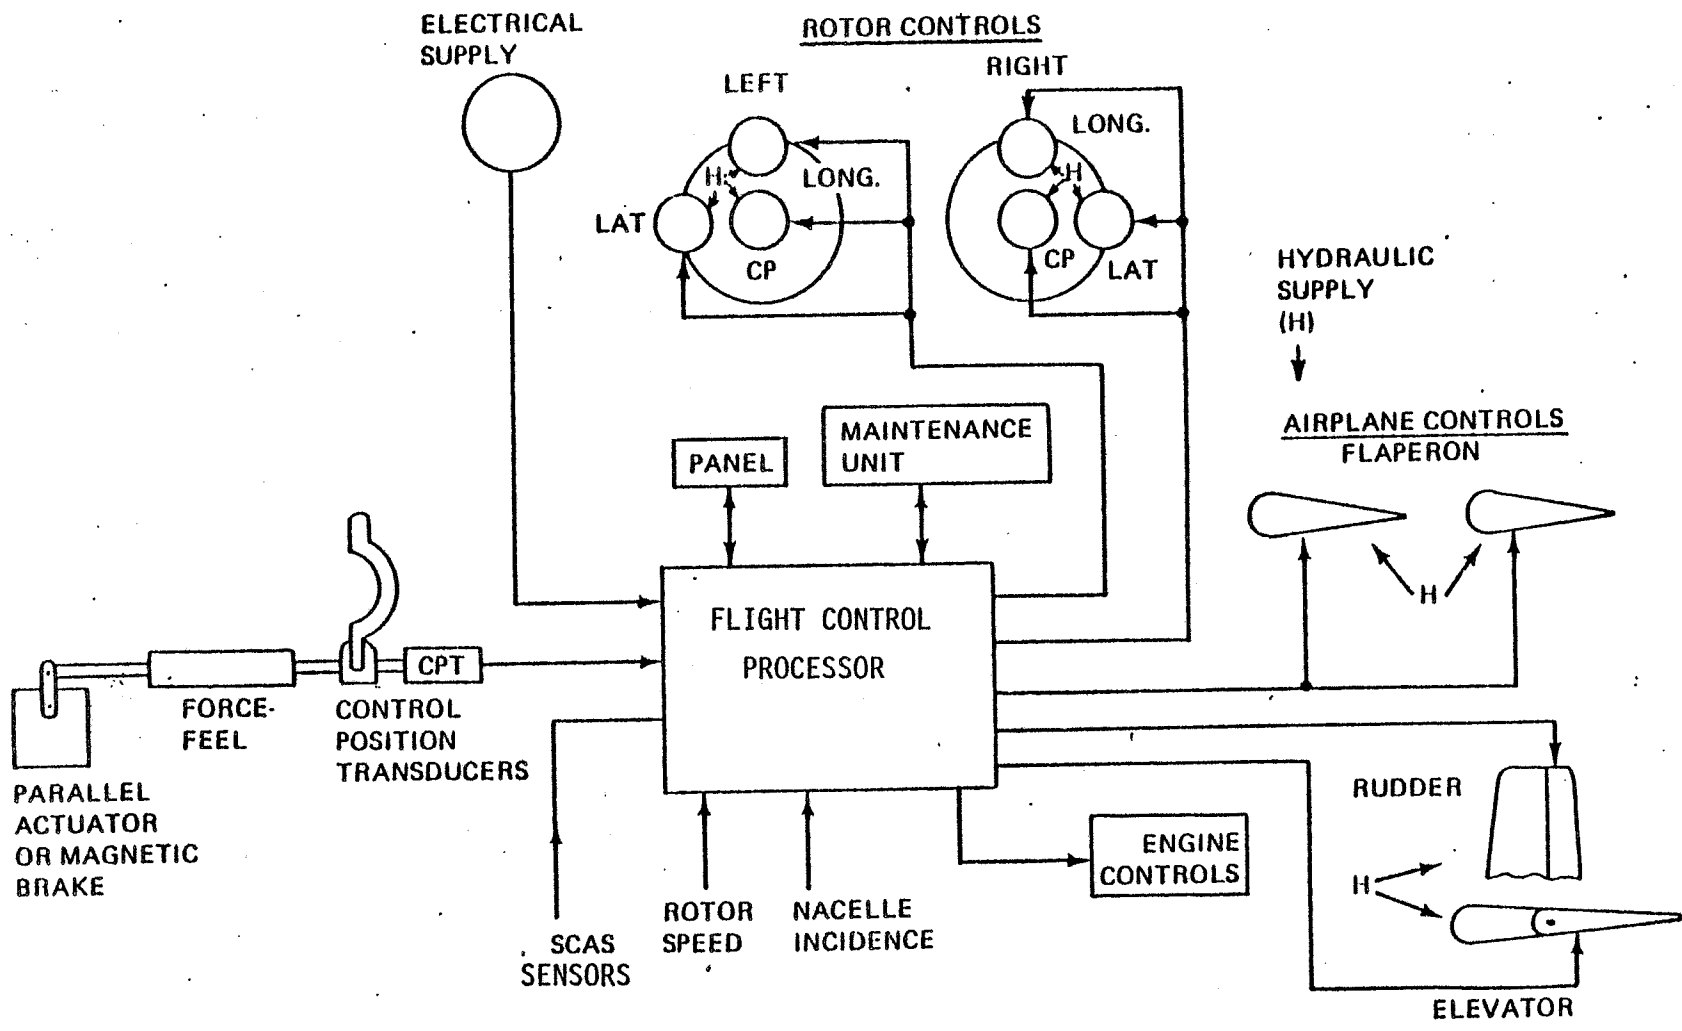 ELECTRICAL
SUPPLY
ROTOR CONTROLS
LEFT
RIGHT
LONG.
H
LONG.
H
LAT
CP
CP
LAT
HYDRAULIC
SUPPLY
(H)
AIRPLANE CONTROLS
FLAPERON
H
PANEL
MAINTENANCE
UNIT
FLIGHT CONTROL
PROCESSOR
CPT
FORCE-
FEEL
CONTROL
POSITION
TRANSDUCERS
PARALLEL
ACTUATOR
OR MAGNETIC
BRAKE
SCAS
SENSORS
ROTOR
SPEED
NACELLE
INCIDENCE
ENGINE
CONTROLS
RUDDER
H
ELEVATOR